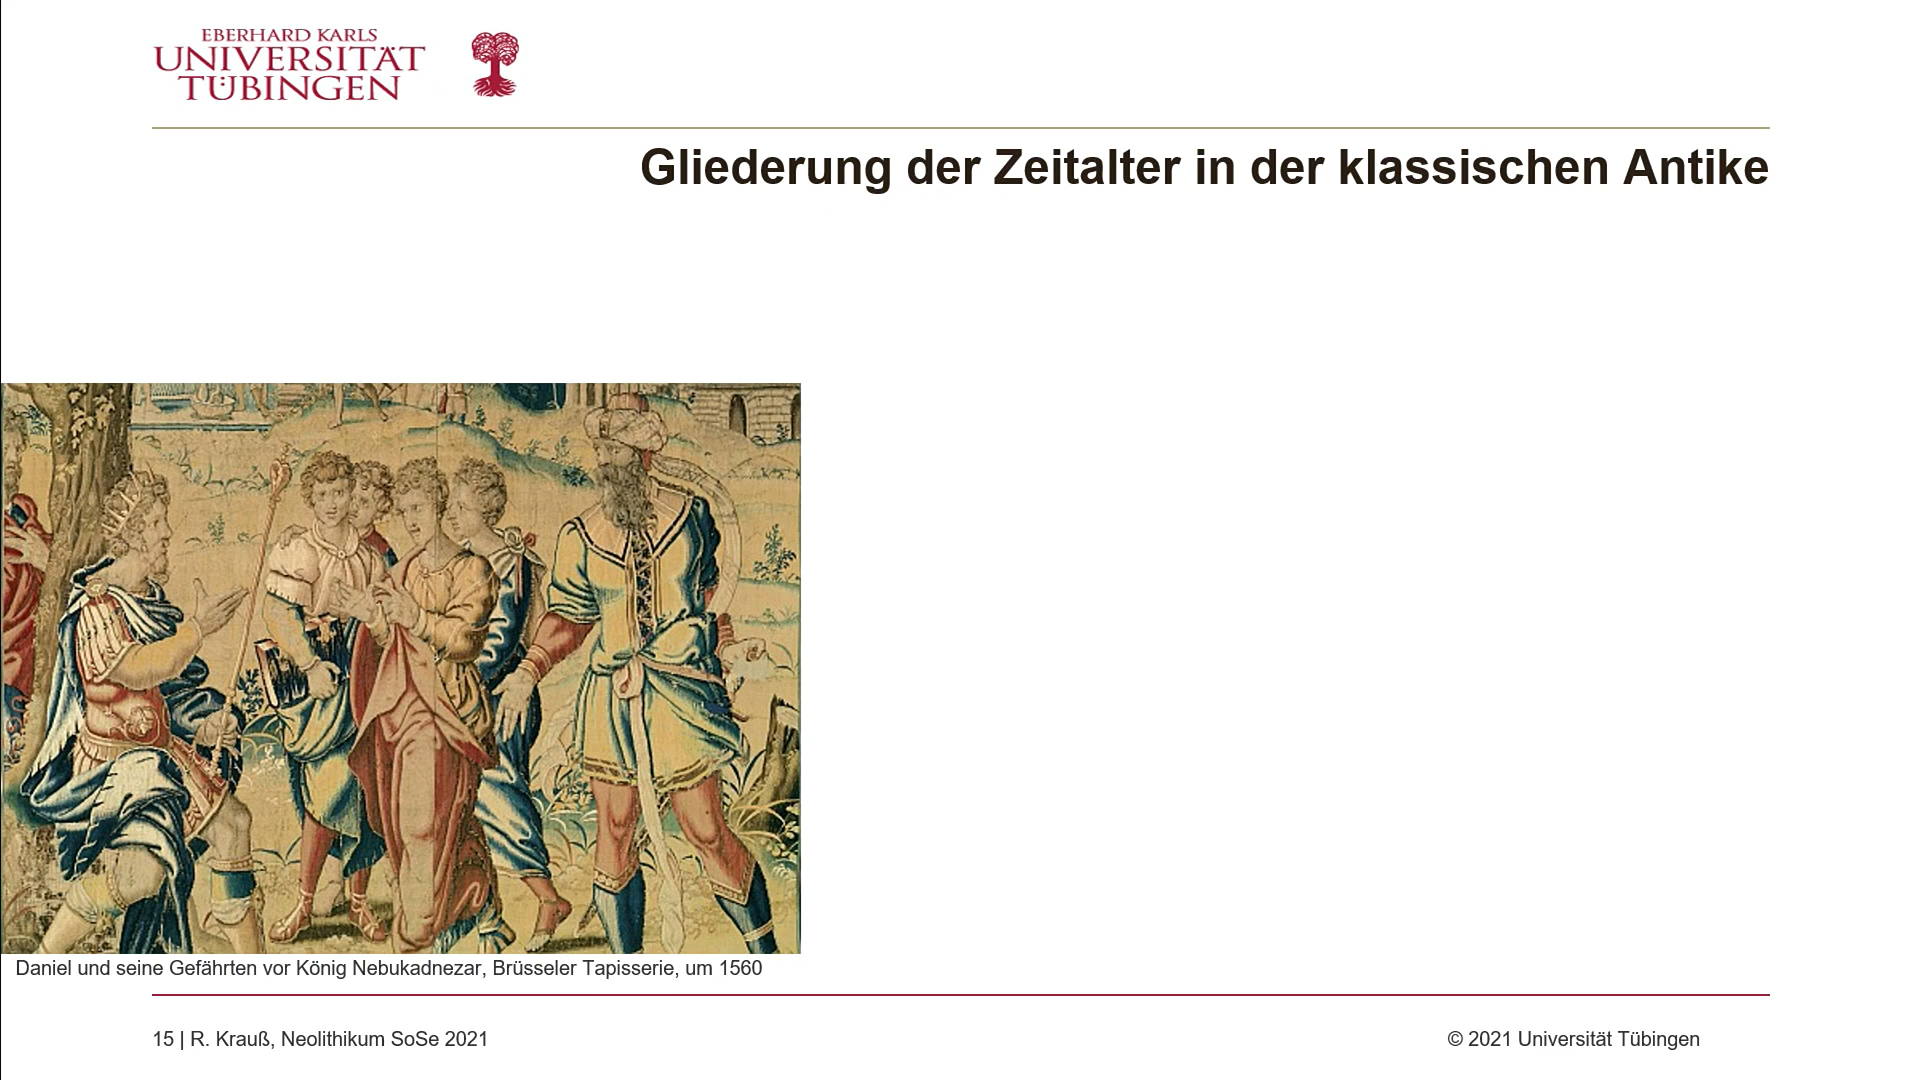 EBERHARD KARLS
UNIVERSITÄT
TÜBINGEN
Gliederung der Zeitalter in der klassischen Antike
Daniel und seine Gefährten vor König Nebukadnezar, Brüsseler Tapisserie, um 1560
15 | R. Krauß, Neolithikum SoSe 2021
© 2021 Universität Tübingen